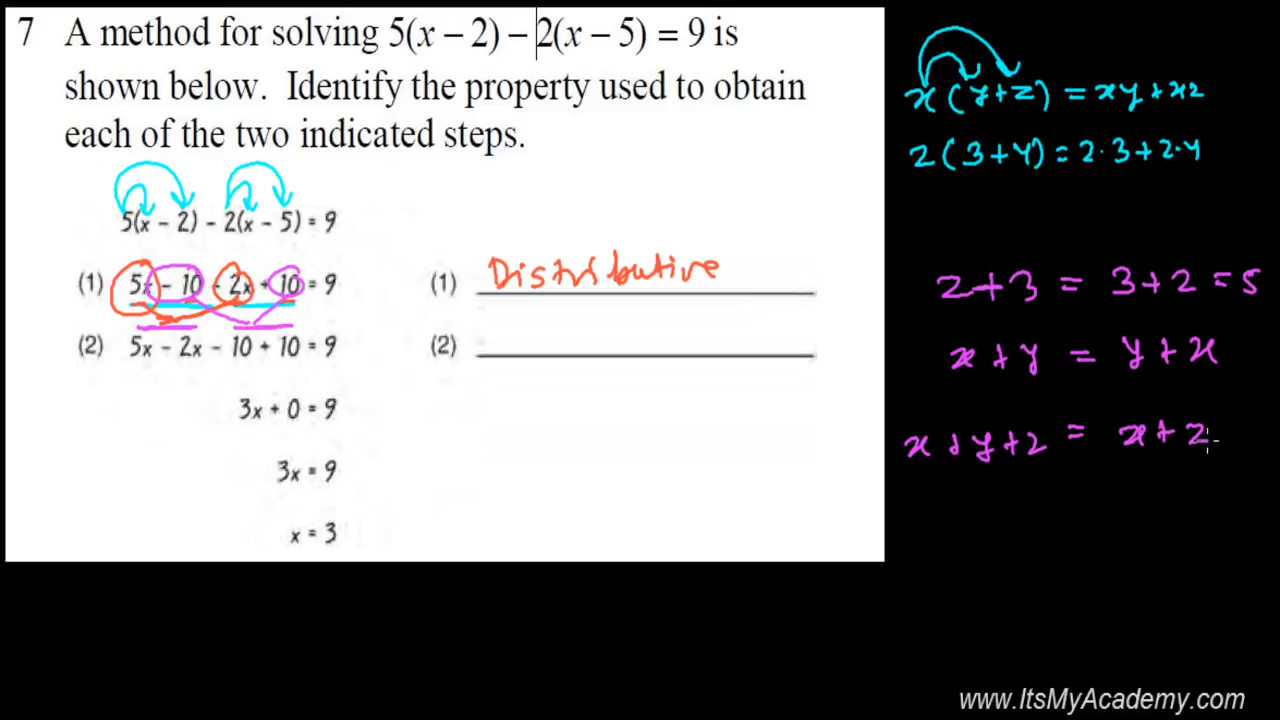 7 A method for solving 5(x − 2) − 2(x − 5) = 9 is
shown below. Identify the property used to obtain
each of the two indicated steps.
5(x − 2) − 2(x − 5) = 9
(1) 5x − 10 − 2x + 10 = 9
(1) Distributive
(2) 5x − 2x − 10 + 10 = 9
(2)
3x + 0 = 9
3x = 9
x = 3
x(y+z) = xy + xz
2(3+4) = 2·3+2·4
2+3 = 3+2 = 5
x+y = y+x
x+y+z = x+z
www.ItsMyAcademy.com